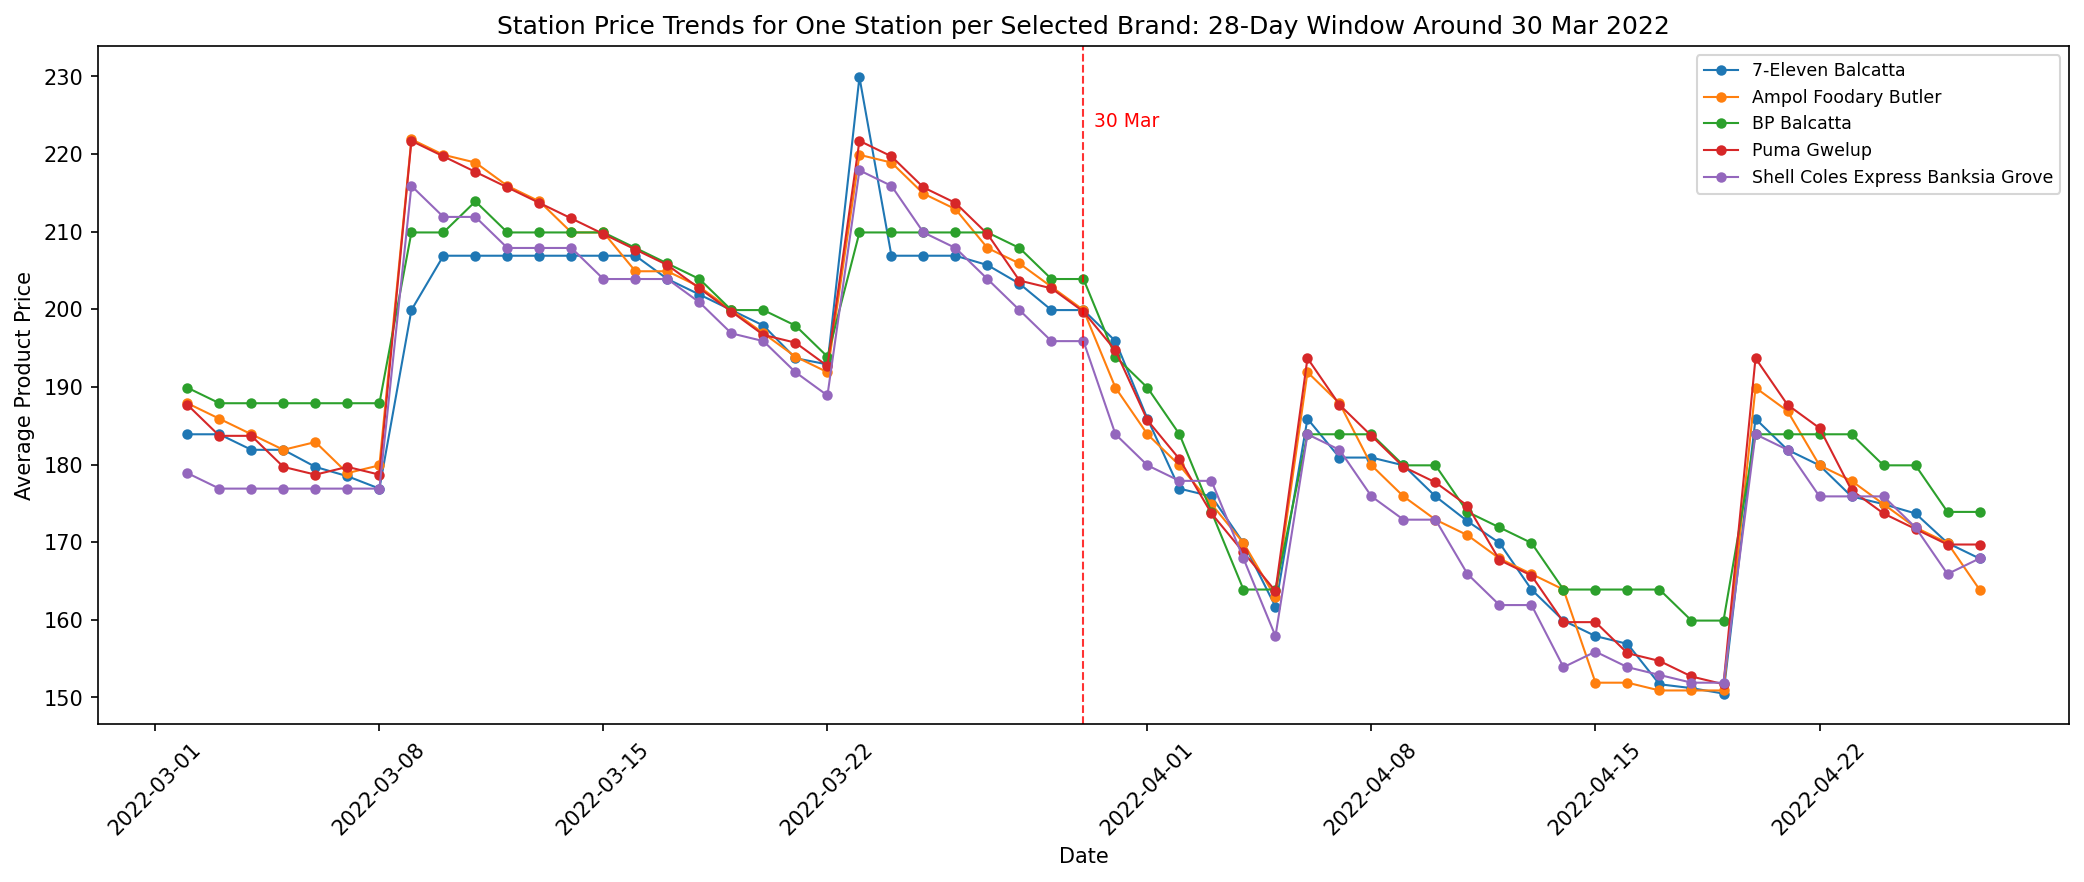 Station Price Trends for One Station per Selected Brand: 28-Day Window Around 30 Mar 2022
Average Product Price
230
220
210
200
190
180
170
160
150
30 Mar
7-Eleven Balcatta
Ampol Foodary Butler
BP Balcatta
Puma Gwelup
Shell Coles Express Banksia Grove
2022-03-01
2022-03-08
2022-03-15
2022-03-22
2022-04-01
2022-04-08
2022-04-15
2022-04-22
Date